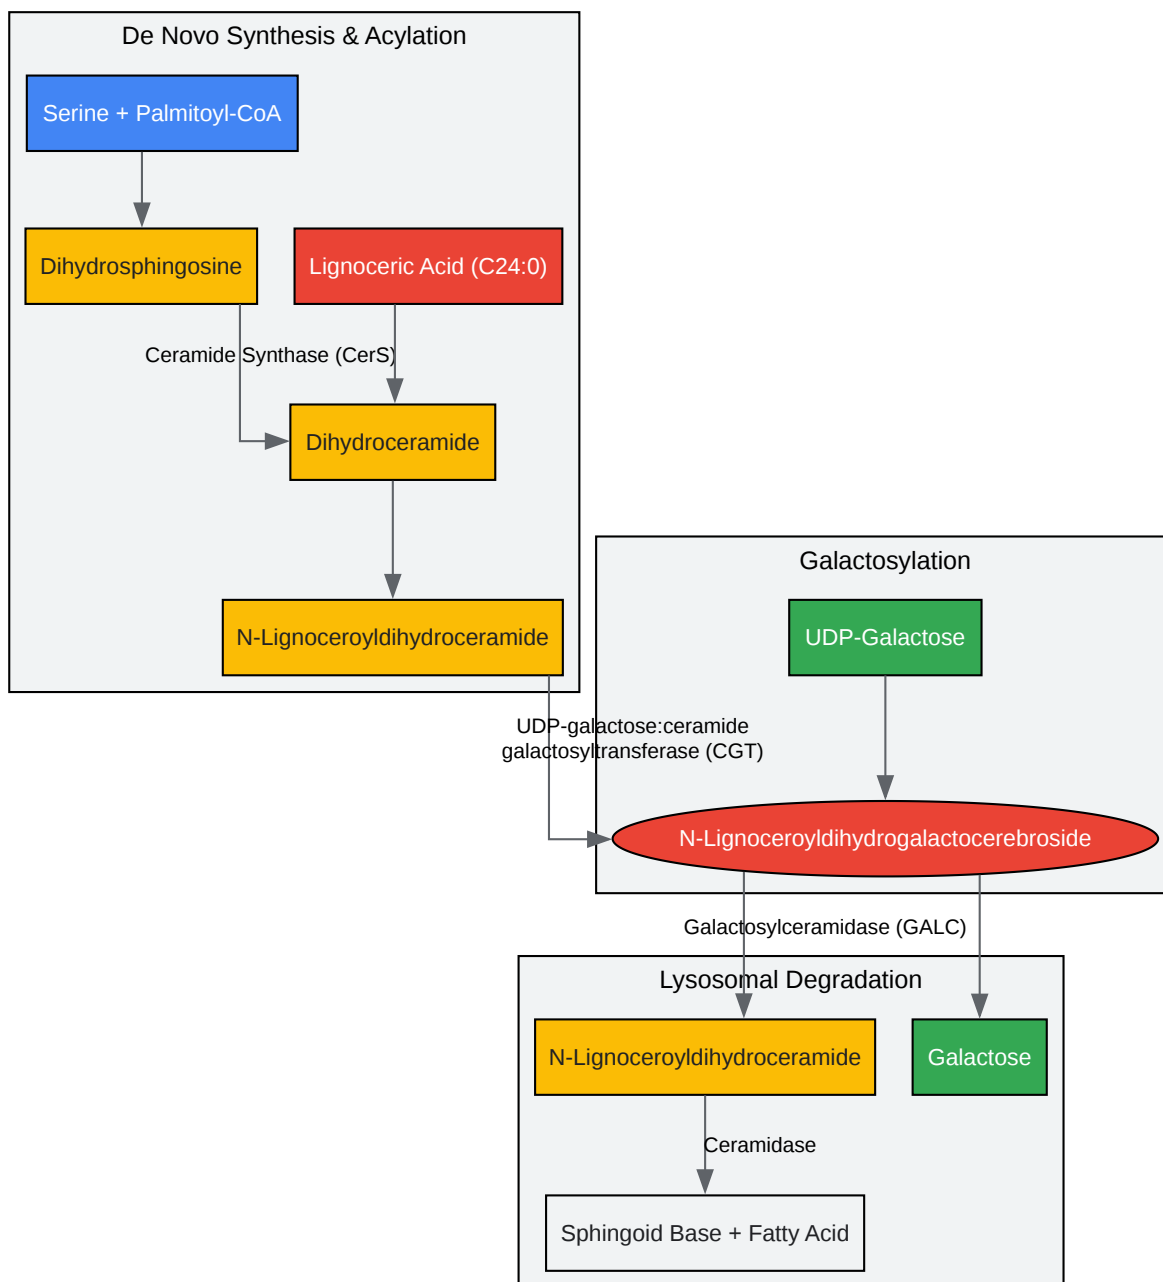 De Novo Synthesis & Acylation
Serine + Palmitoyl-CoA
Dihydrosphingosine
Lignoceric Acid (C24:0)
Ceramide Synthase (CerS)
Dihydroceramide
N-Lignoceroyldihydroceramide
Galactosylation
UDP-Galactose
UDP-galactose:ceramide
galactosyltransferase (CGT)
N-Lignoceroyldihydrogalactocerebroside
Galactosylceramidase (GALC)
Lysosomal Degradation
N-Lignoceroyldihydroceramide
Galactose
Ceramidase
Sphingoid Base + Fatty Acid